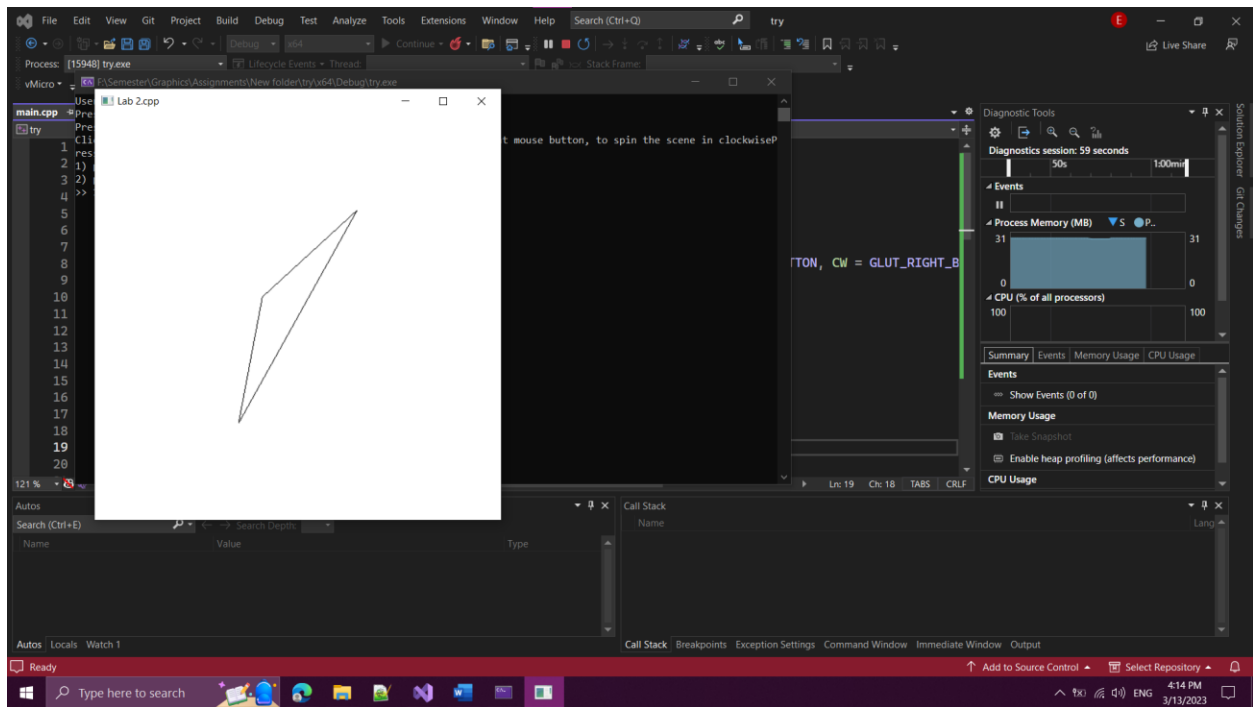 File Edit View Git Project Build Debug Test Analyze Tools Extensions Window Help Search (Ctrl+Q) try E
Debug x64 Continue Live Share
Process: [15948] try.exe Lifecycle Events Thread: Stack Frame:
vMicro F:\Semester\Graphics\Assignments\New folder\try\x64\Debug\try.exe
Lab 2.cpp
main.cpp
try
Use
Pre
Pre
Cli t mouse button, to spin the scene in clockwiseP
res
1)
2)
>>
1
2
3
4
5
6
7
8
9
10
11
12
13
14
15
16
17
18
19
20
TTON, CW = GLUT_RIGHT_B
121 % Ln: 19 Ch: 18 TABS CRLF
Diagnostic Tools
Diagnostics session: 59 seconds
50s 1:00min
Events
Process Memory (MB) S P..
31 31
0 0
CPU (% of all processors)
100 100
Summary Events Memory Usage CPU Usage
Events
Show Events (0 of 0)
Memory Usage
Take Snapshot
Enable heap profiling (affects performance)
CPU Usage
Solution Explorer
Git Changes
Autos
Search (Ctrl+E) Search Depth:
Name Value Type
Autos Locals Watch 1
Call Stack
Name Lang
Call Stack Breakpoints Exception Settings Command Window Immediate Window Output
Ready Add to Source Control Select Repository
Type here to search ENG 4:14 PM
3/13/2023